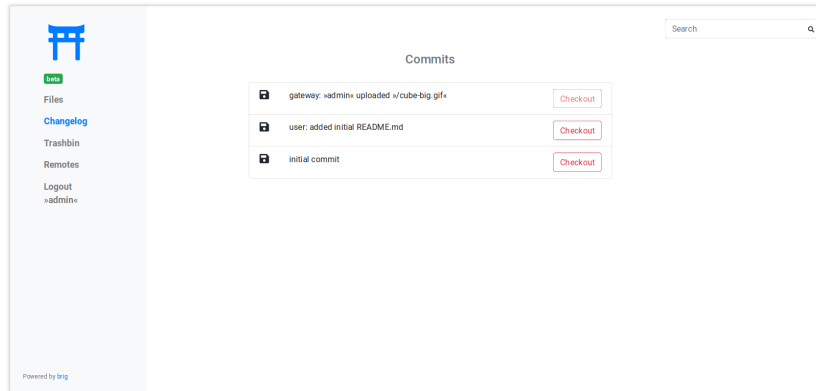 Search
beta
Files
Changelog
Trashbin
Remotes
Logout
»admin«
Commits
gateway: »admin« uploaded »/cube-big.gif« Checkout
user: added initial README.md Checkout
initial commit Checkout
Powered by brig